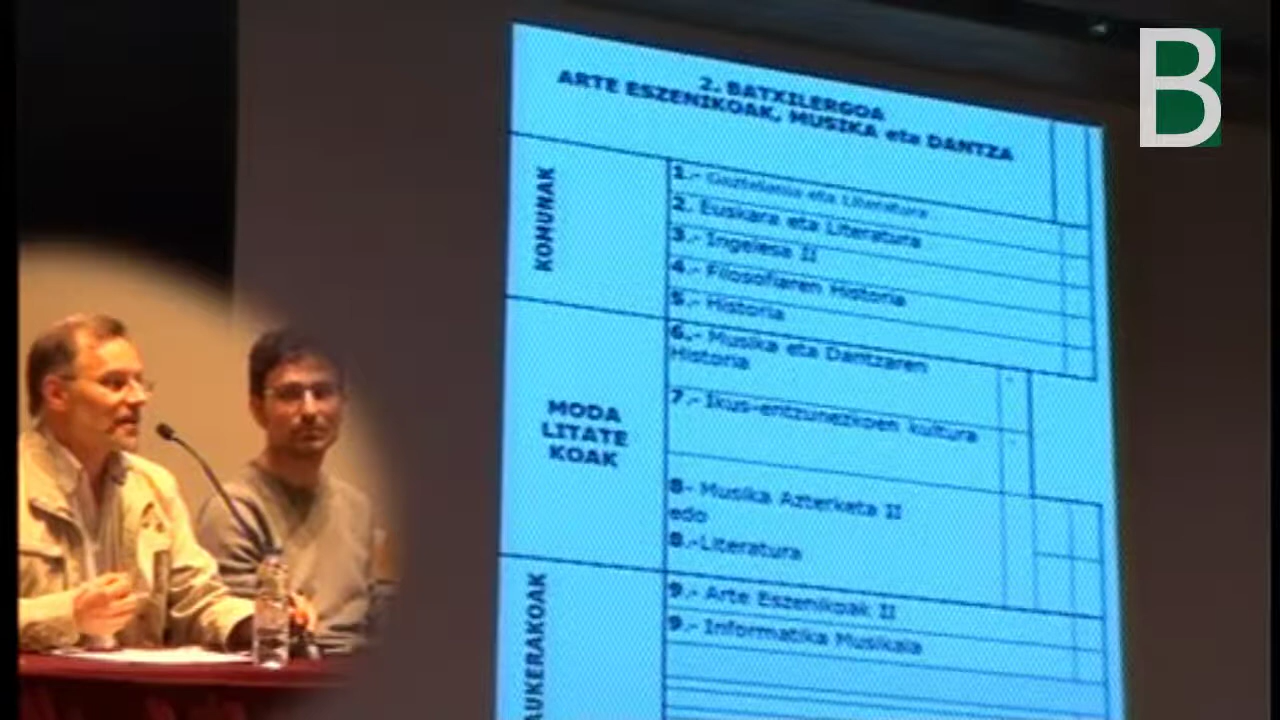 B
2. BATXILERGOA
ARTE ESZENIKOAK, MUSIKA eta DANTZA
KOMUNAK
1.- Gaztelania eta Literatura
2. Euskara eta Literatura
3.- Ingelesa II
4.- Filosofiaren Historia
5.- Historia
MODA
LITATE
KOAK
6.- Musika eta Dantzaren
Historia
7.- Ikus-entzunezkoen kultura
8- Musika Azterketa II
edo
8.-Literatura
AUKERAKOAK
9.- Arte Eszenikoak II
9.- Informatika Musikala